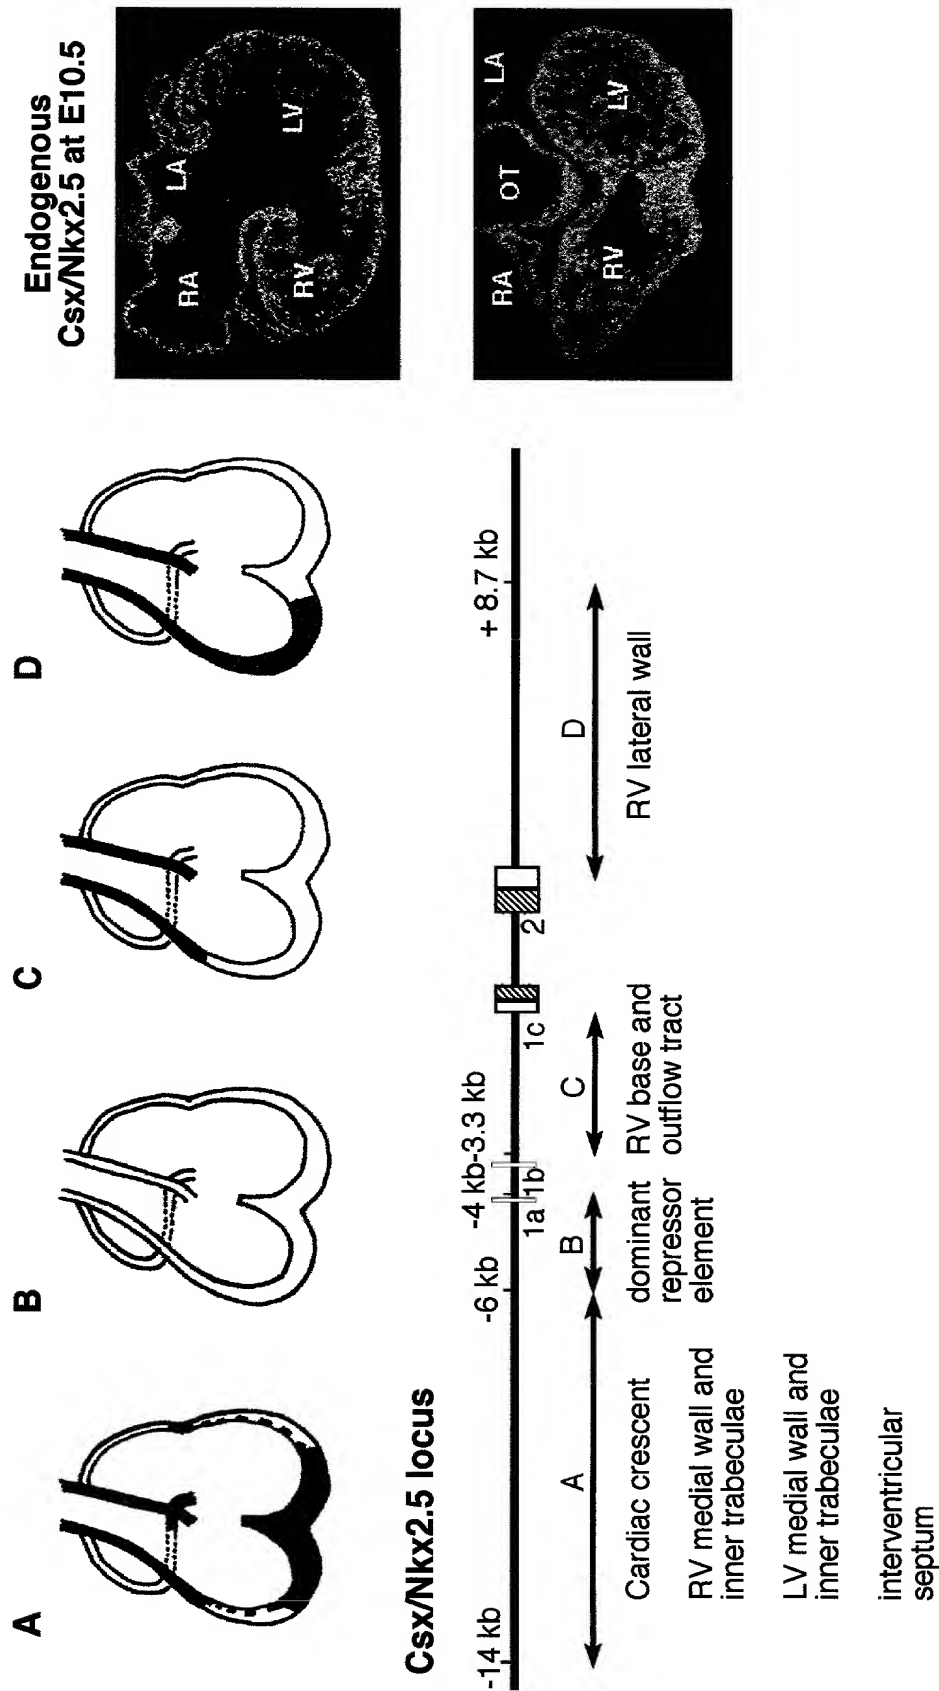 A
B
C
D
Endogenous
Csx/Nkx2.5 at E10.5
RA
LA
RV
LV
RA
OT
LA
RV
LV
Csx/Nkx2.5 locus
-14 kb
-6 kb
-4 kb
-3.3 kb
+ 8.7 kb
1a
1b
1c
2
A
B
C
D
Cardiac crescent
RV medial wall and
inner trabeculae
LV medial wall and
inner trabeculae
interventricular
septum
dominant
repressor
element
RV base and
outflow tract
RV lateral wall